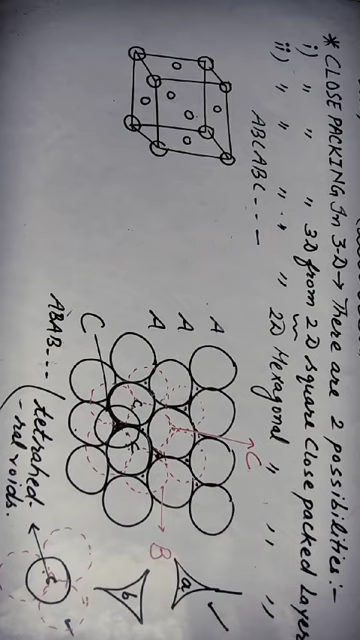 * CLOSE PACKING In 3-D → There are 2 possibilities :-
i) " " " 3D from 2D square close packed Layer
ii) " " " " 2D Hexagonal " " "
ABCABC - - -
A
A
A
C
C
B
ABAB - - -
tetrahed-
-ral voids.
a
b
c